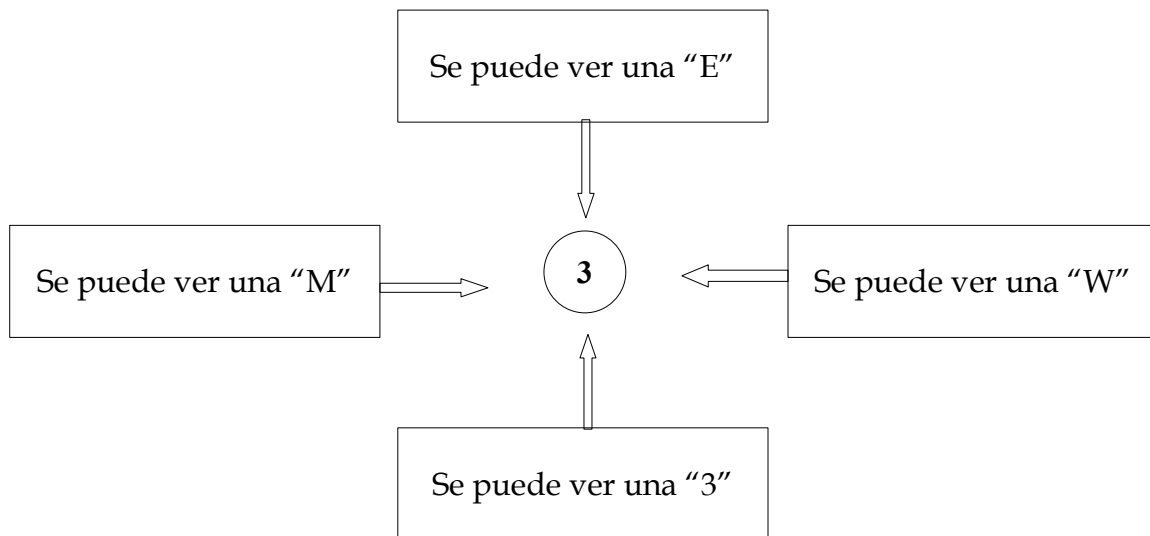 Se puede ver una “E”
Se puede ver una “M”
3
Se puede ver una “W”
Se puede ver una “3”